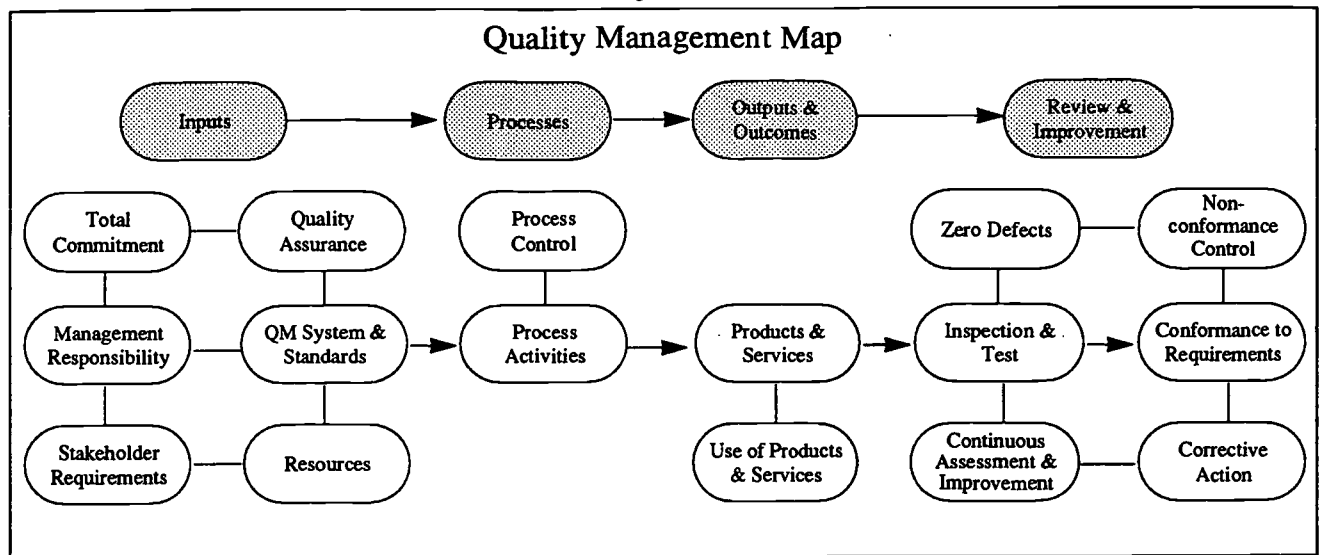 Quality Management Map
Inputs
Processes
Outputs &
Outcomes
Review &
Improvement
Total
Commitment
Quality
Assurance
Process
Control
Zero Defects
Non-
conformance
Control
Management
Responsibility
QM System &
Standards
Process
Activities
Products &
Services
Inspection &
Test
Conformance to
Requirements
Stakeholder
Requirements
Resources
Use of Products
& Services
Continuous
Assessment &
Improvement
Corrective
Action